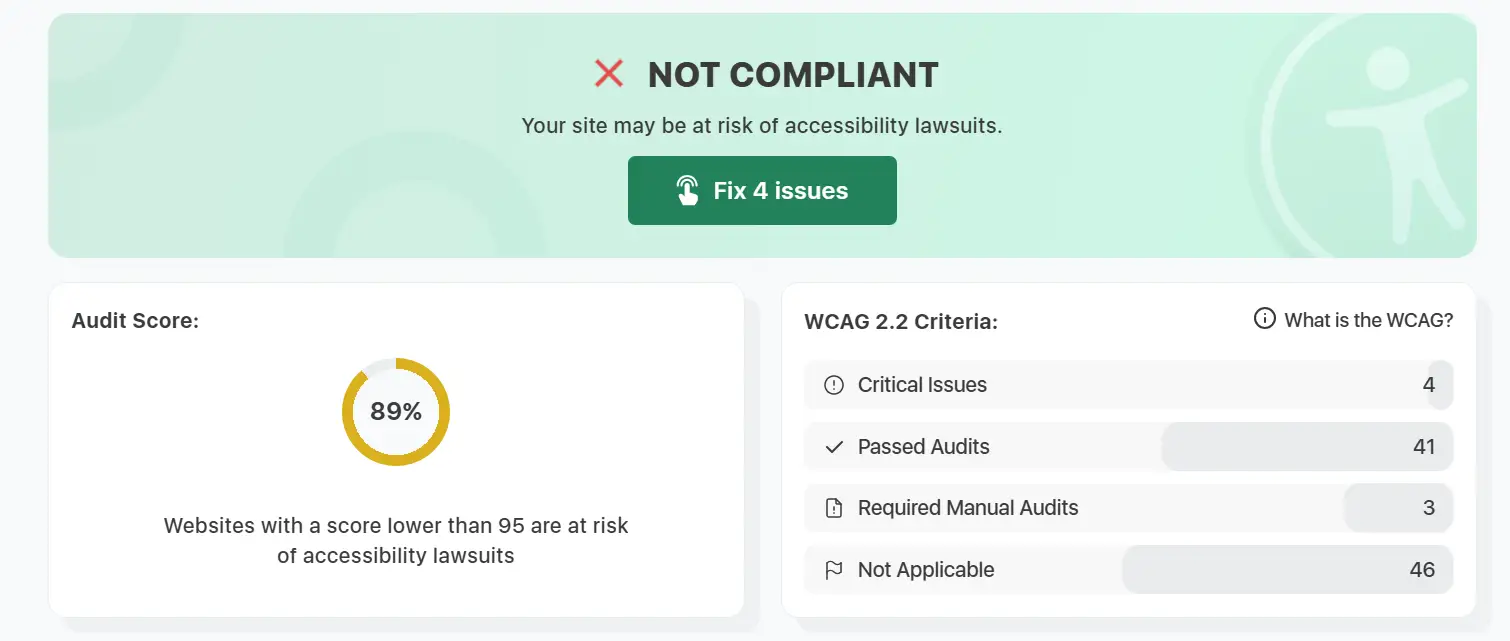 NOT COMPLIANT
Your site may be at risk of accessibility lawsuits.
Fix 4 issues
Audit Score:
89%
Websites with a score lower than 95 are at risk
of accessibility lawsuits
WCAG 2.2 Criteria:
What is the WCAG?
Critical Issues 4
Passed Audits 41
Required Manual Audits 3
Not Applicable 46